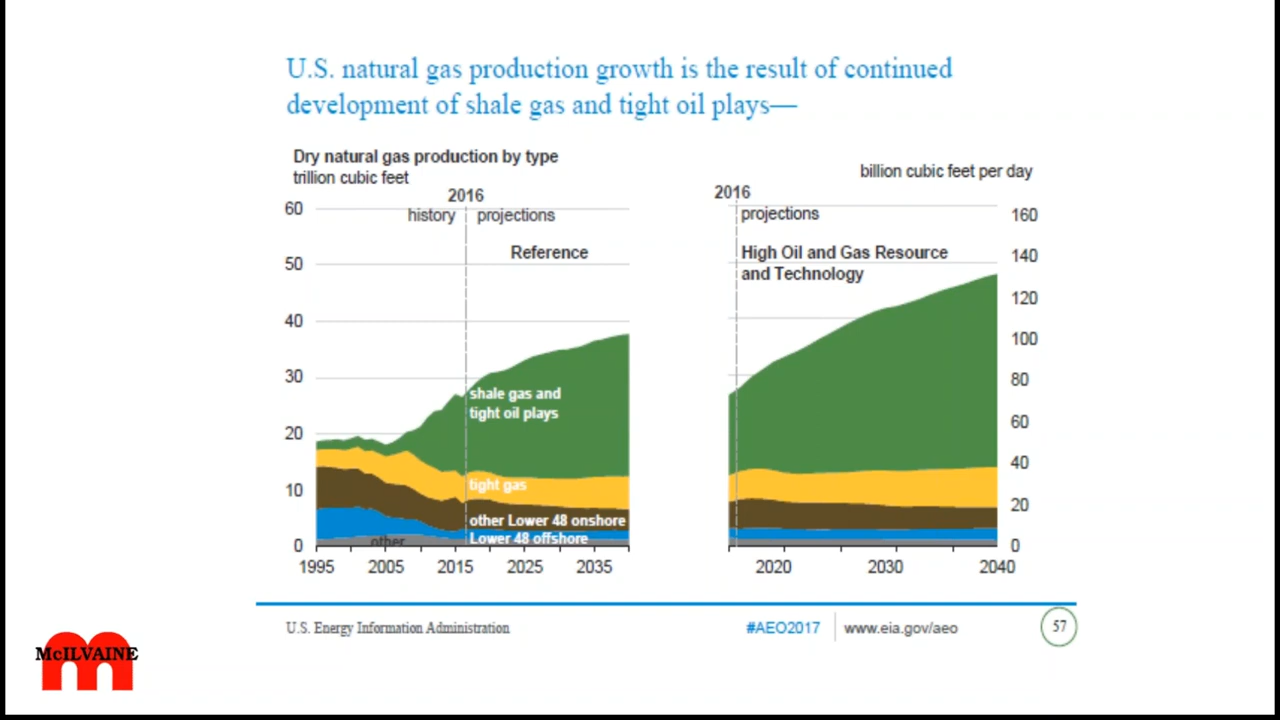 U.S. natural gas production growth is the result of continued
development of shale gas and tight oil plays—
Dry natural gas production by type
trillion cubic feet
billion cubic feet per day
2016
history
projections
Reference
60
50
40
30
20
10
0
shale gas and
tight oil plays
tight gas
other Lower 48 onshore
Lower 48 offshore
other
1995 2005 2015 2025 2035
2016
projections
High Oil and Gas Resource
and Technology
160
140
120
100
80
60
40
20
0
2020 2030 2040
U.S. Energy Information Administration
#AEO2017
www.eia.gov/aeo
57
McILVAINE